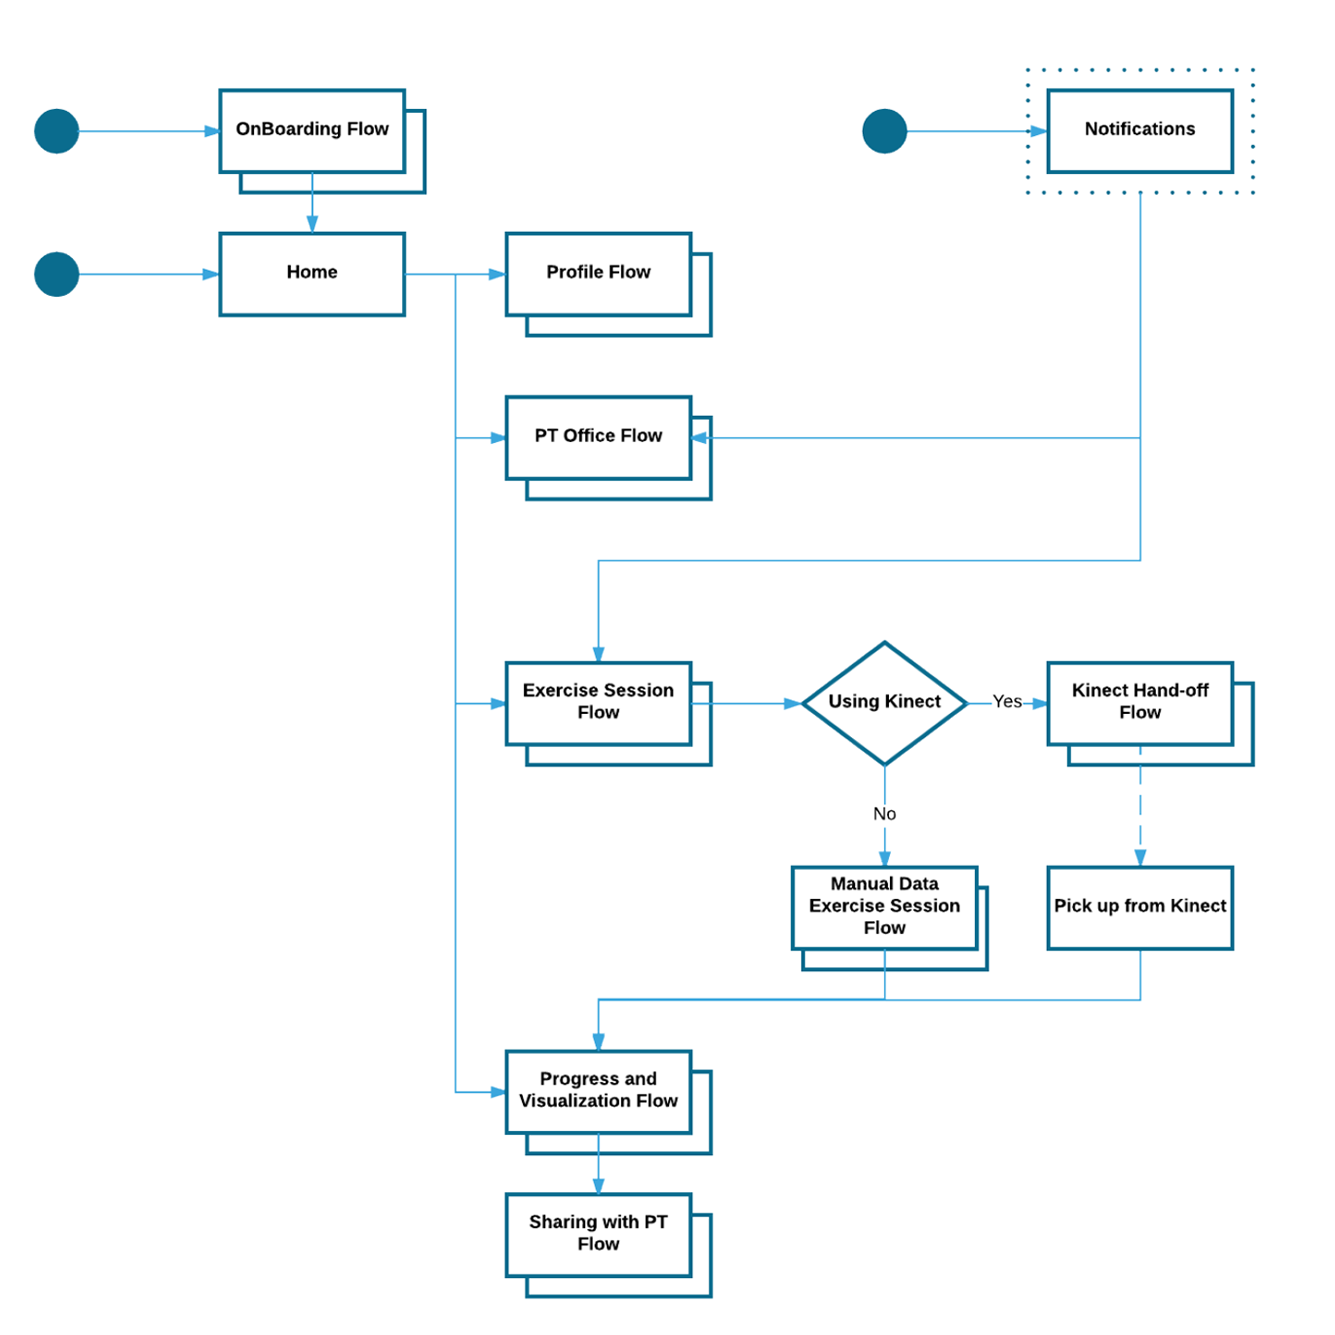 OnBoarding Flow
Notifications
Home
Profile Flow
PT Office Flow
Exercise Session
Flow
Using Kinect
Yes
Kinect Hand-off
Flow
No
Manual Data
Exercise Session
Flow
Pick up from Kinect
Progress and
Visualization Flow
Sharing with PT
Flow